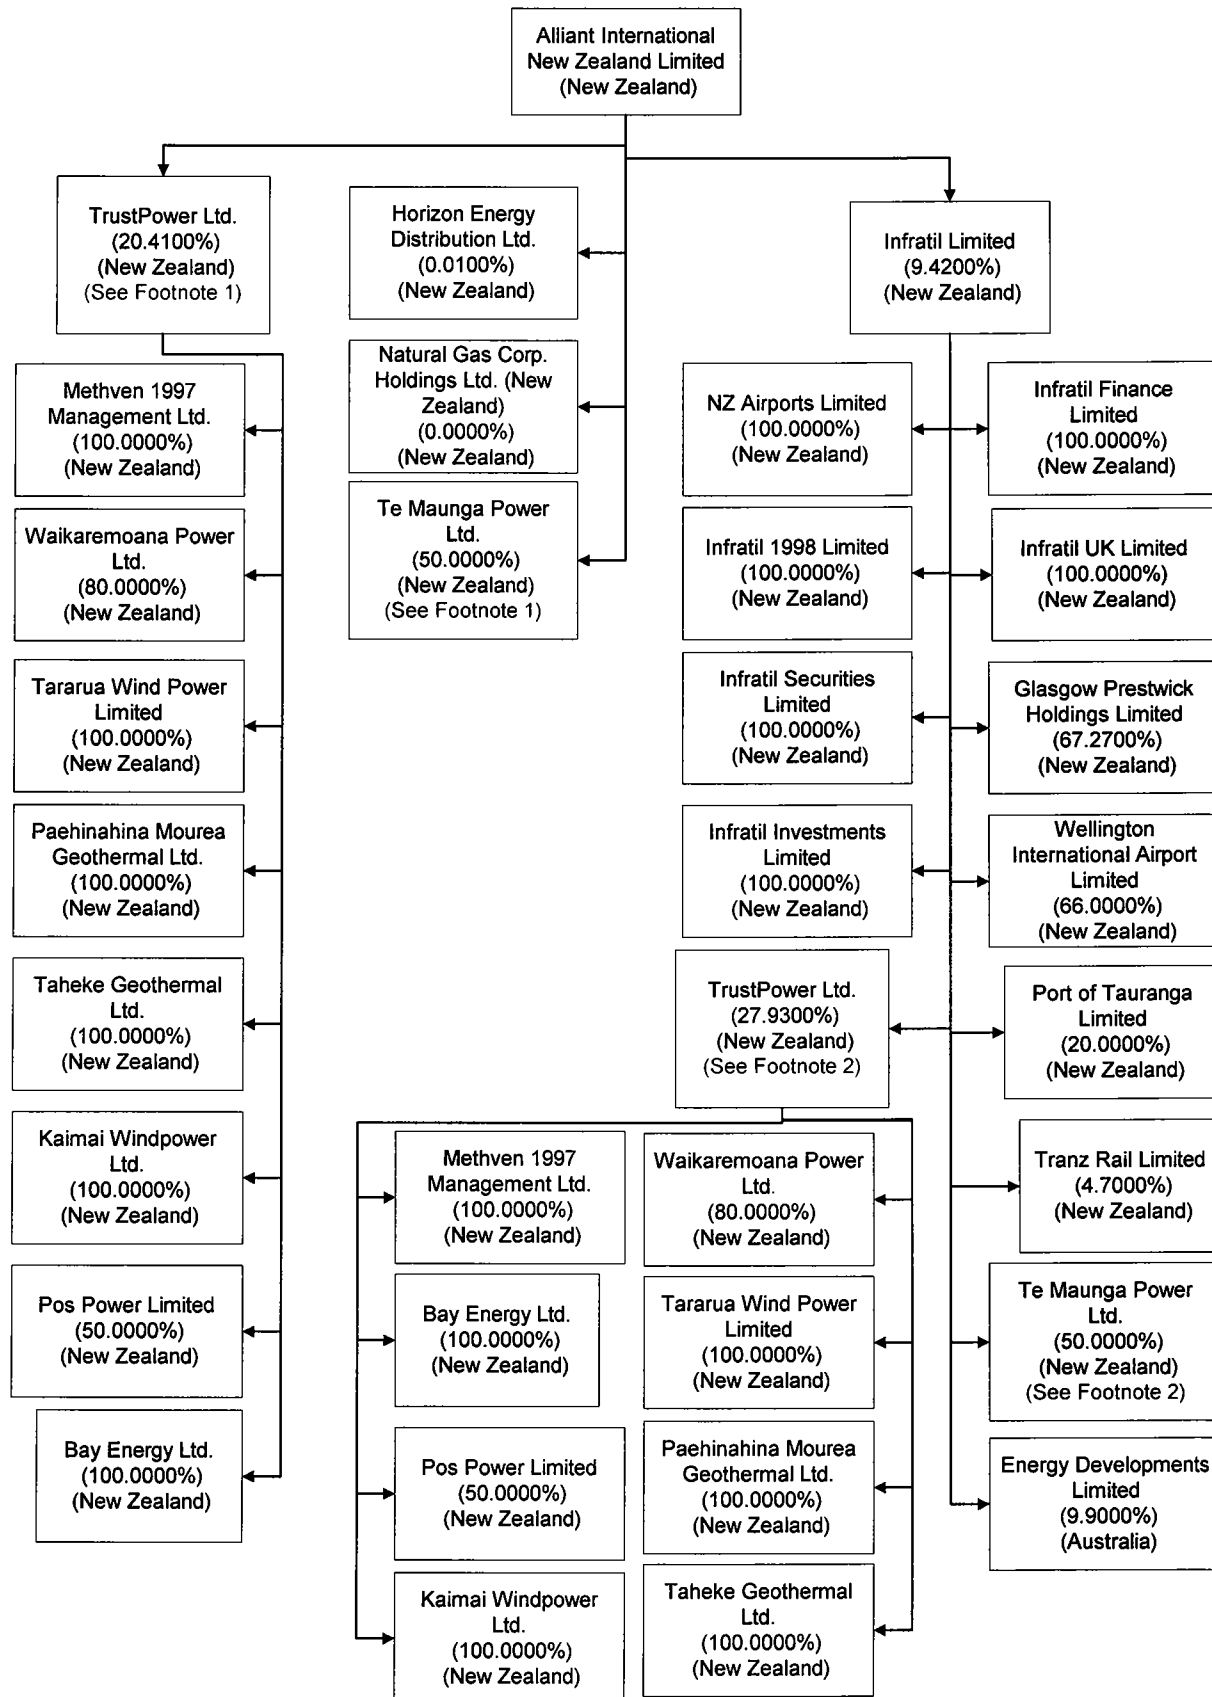 Alliant International
New Zealand Limited
(New Zealand)
TrustPower Ltd.
(20.4100%)
(New Zealand)
(See Footnote 1)
Horizon Energy
Distribution Ltd.
(0.0100%)
(New Zealand)
Infratil Limited
(9.4200%)
(New Zealand)
Natural Gas Corp.
Holdings Ltd. (New
Zealand)
(0.0000%)
(New Zealand)
Te Maunga Power
Ltd.
(50.0000%)
(New Zealand)
(See Footnote 1)
Methven 1997
Management Ltd.
(100.0000%)
(New Zealand)
Waikaremoana Power
Ltd.
(80.0000%)
(New Zealand)
Tararua Wind Power
Limited
(100.0000%)
(New Zealand)
Paehinahina Mourea
Geothermal Ltd.
(100.0000%)
(New Zealand)
Taheke Geothermal
Ltd.
(100.0000%)
(New Zealand)
Kaimai Windpower
Ltd.
(100.0000%)
(New Zealand)
Pos Power Limited
(50.0000%)
(New Zealand)
Bay Energy Ltd.
(100.0000%)
(New Zealand)
NZ Airports Limited
(100.0000%)
(New Zealand)
Infratil Finance
Limited
(100.0000%)
(New Zealand)
Infratil 1998 Limited
(100.0000%)
(New Zealand)
Infratil UK Limited
(100.0000%)
(New Zealand)
Infratil Securities
Limited
(100.0000%)
(New Zealand)
Glasgow Prestwick
Holdings Limited
(67.2700%)
(New Zealand)
Infratil Investments
Limited
(100.0000%)
(New Zealand)
Wellington
International Airport
Limited
(66.0000%)
(New Zealand)
TrustPower Ltd.
(27.9300%)
(New Zealand)
(See Footnote 2)
Port of Tauranga
Limited
(20.0000%)
(New Zealand)
Tranz Rail Limited
(4.7000%)
(New Zealand)
Te Maunga Power
Ltd.
(50.0000%)
(New Zealand)
(See Footnote 2)
Energy Developments
Limited
(9.9000%)
(Australia)
Methven 1997
Management Ltd.
(100.0000%)
(New Zealand)
Waikaremoana Power
Ltd.
(80.0000%)
(New Zealand)
Bay Energy Ltd.
(100.0000%)
(New Zealand)
Tararua Wind Power
Limited
(100.0000%)
(New Zealand)
Pos Power Limited
(50.0000%)
(New Zealand)
Paehinahina Mourea
Geothermal Ltd.
(100.0000%)
(New Zealand)
Kaimai Windpower
Ltd.
(100.0000%)
(New Zealand)
Taheke Geothermal
Ltd.
(100.0000%)
(New Zealand)